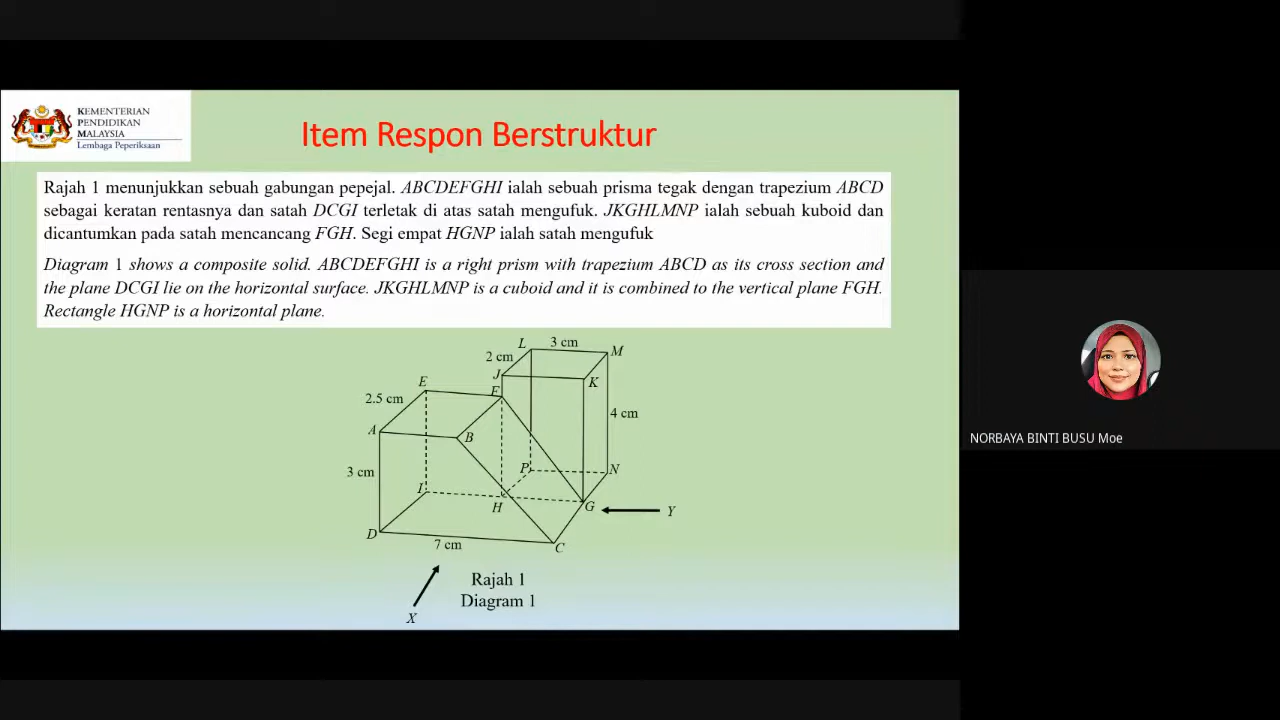 KEMENTERIAN
PENDIDIKAN
MALAYSIA
Lembaga Peperiksaan
Item Respon Berstruktur
Rajah 1 menunjukkan sebuah gabungan pepejal. ABCDEFGHI ialah sebuah prisma tegak dengan trapezium ABCD
sebagai keratan rentasnya dan satah DCGI terletak di atas satah mengufuk. JKGHLMNP ialah sebuah kuboid dan
dicantumkan pada satah mencancang FGH. Segi empat HGNP ialah satah mengufuk
Diagram 1 shows a composite solid. ABCDEFGHI is a right prism with trapezium ABCD as its cross section and
the plane DCGI lie on the horizontal surface. JKGHLMNP is a cuboid and it is combined to the vertical plane FGH.
Rectangle HGNP is a horizontal plane.
L 3 cm M
2 cm
J K
E F
2.5 cm
4 cm
A B
3 cm P N
I
H G Y
D
7 cm C
Rajah 1
Diagram 1
X
NORBAYA BINTI BUSU Moe